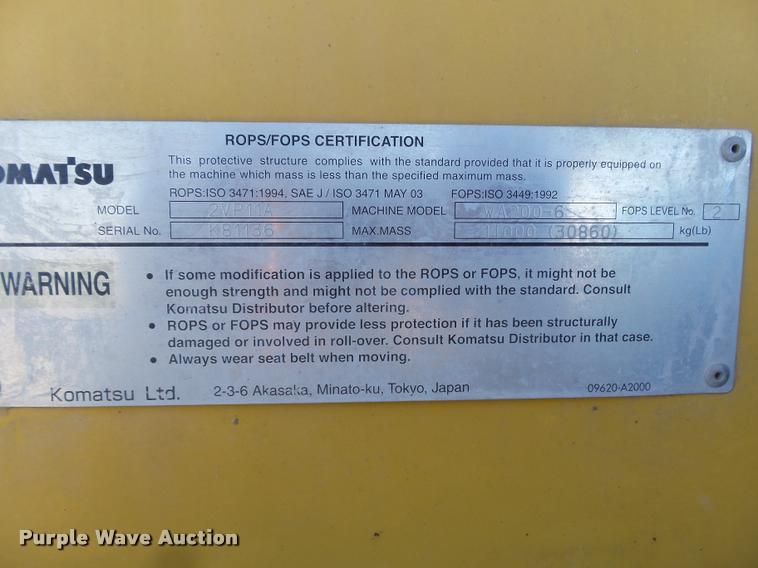 ROPS/FOPS CERTIFICATION
OMATSU
This protective structure complies with the standard provided that it is properly equipped on
the machine which mass is less than the specified maximum mass.
ROPS:ISO 3471:1994, SAE J / ISO 3471 MAY 03 FOPS:ISO 3449:1992
MODEL MACHINE MODEL WA200-6 FOPS LEVEL No. 2
SERIAL No. K81136 MAX.MASS (30860) kg(Lb)
WARNING
• If some modification is applied to the ROPS or FOPS, it might not be
enough strength and might not be complied with the standard. Consult
Komatsu Distributor before altering.
• ROPS or FOPS may provide less protection if it has been structurally
damaged or involved in roll-over. Consult Komatsu Distributor in that case.
• Always wear seat belt when moving.
Komatsu Ltd. 2-3-6 Akasaka, Minato-ku, Tokyo, Japan 09620-A2000
Purple Wave Auction